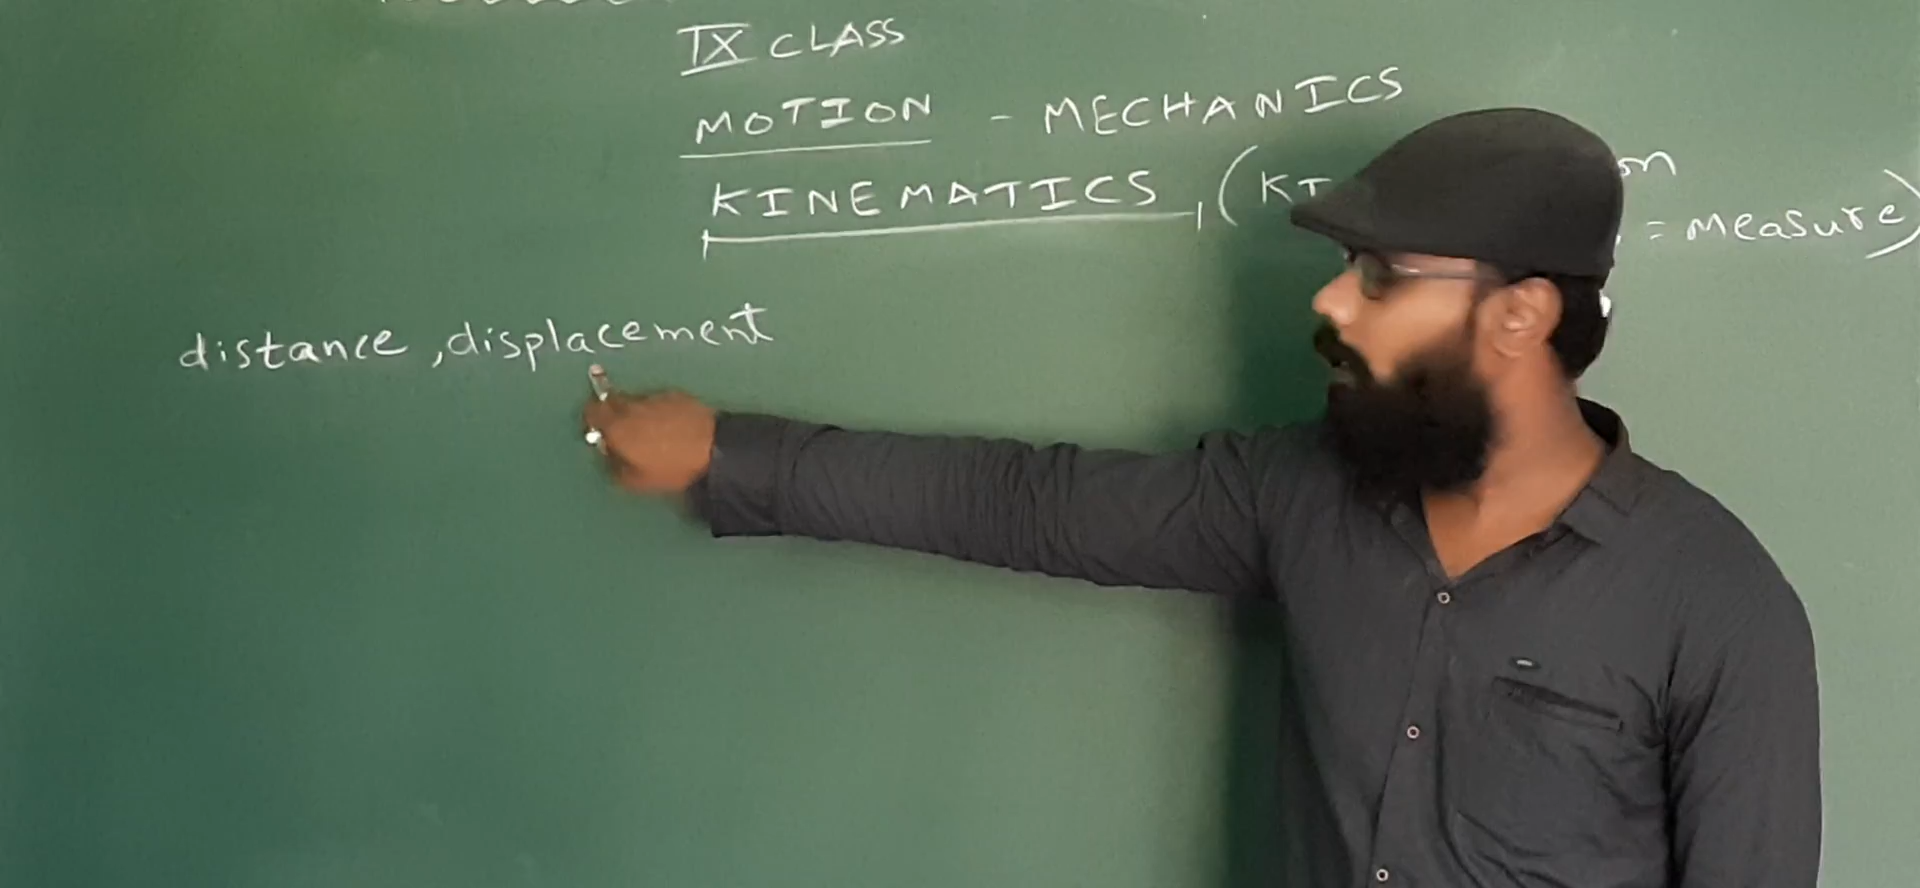 IX CLASS
MOTION - MECHANICS
KINEMATICS, (KI
= measure)
distance, displacement